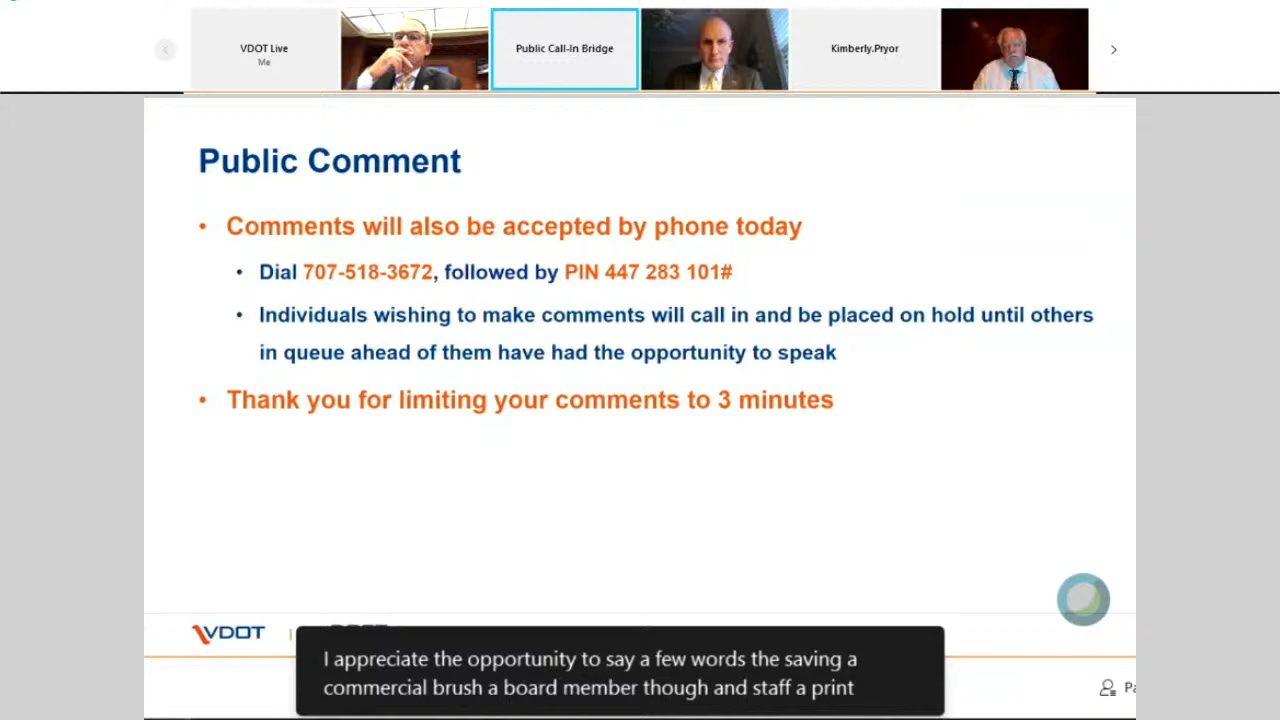 VDOT Live
Me
Public Call-In Bridge
Kimberly.Pryor
Public Comment
• Comments will also be accepted by phone today
• Dial 707-518-3672, followed by PIN 447 283 101#
• Individuals wishing to make comments will call in and be placed on hold until others
in queue ahead of them have had the opportunity to speak
• Thank you for limiting your comments to 3 minutes
VDOT
I appreciate the opportunity to say a few words the saving a
commercial brush a board member though and staff a print